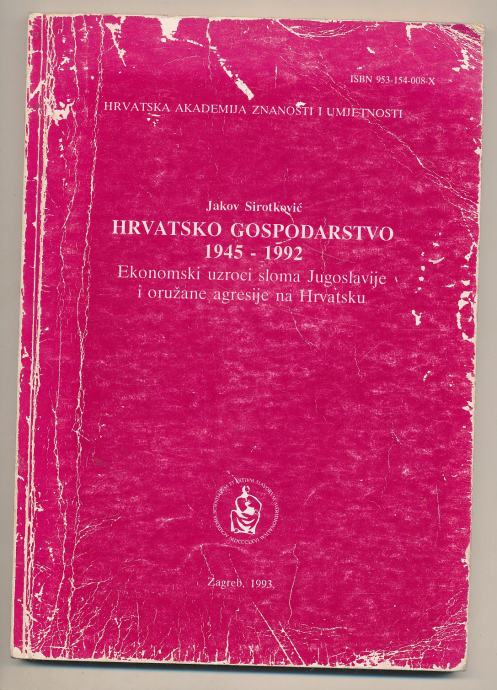 ISBN 953-154-008-X
HRVATSKA AKADEMIJA ZNANOSTI I UMJETNOSTI
Jakov Sirotković
HRVATSKO GOSPODARSTVO
1945 - 1992
Ekonomski uzroci sloma Jugoslavije
i oružane agresije na Hrvatsku
MDCCCLXVI
Zagreb, 1993.